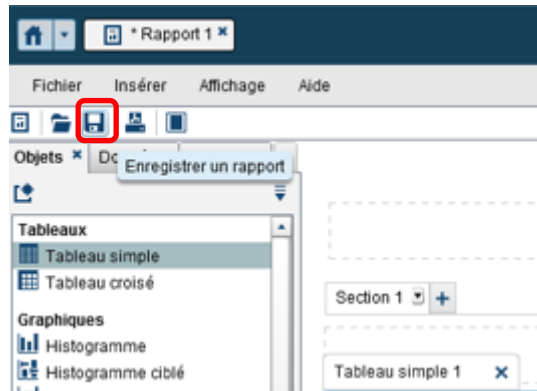 * Rapport 1
Fichier Insérer Affichage Aide
Objets
Enregistrer un rapport
Tableaux
Tableau simple
Tableau croisé
Section 1
Graphiques
Histogramme
Histogramme ciblé
Tableau simple 1